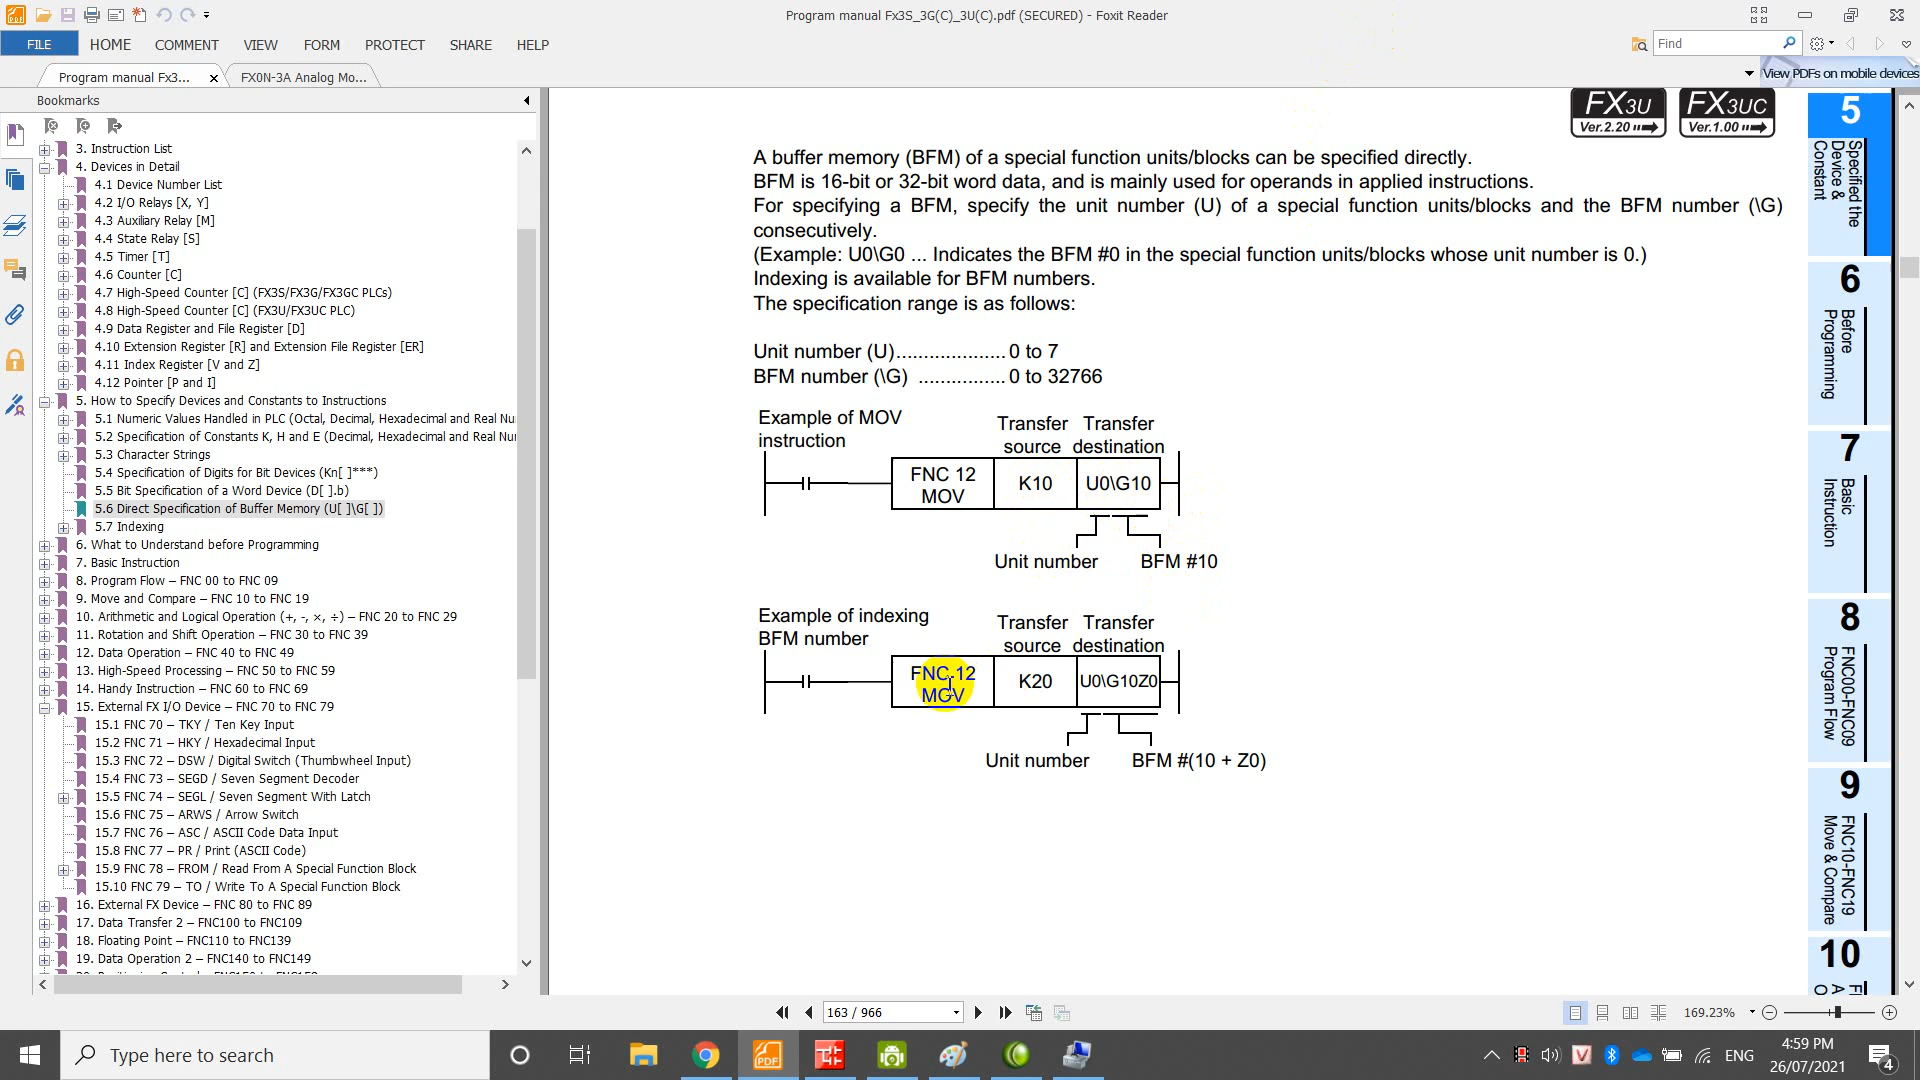 Program manual Fx3S_3G(C)_3U(C).pdf (SECURED) - Foxit Reader
FILE
HOME
COMMENT
VIEW
FORM
PROTECT
SHARE
HELP
Find
Program manual Fx3...
FX0N-3A Analog Mo...
View PDFs on mobile devices
Bookmarks
3. Instruction List
4. Devices in Detail
4.1 Device Number List
4.2 I/O Relays [X, Y]
4.3 Auxiliary Relay [M]
4.4 State Relay [S]
4.5 Timer [T]
4.6 Counter [C]
4.7 High-Speed Counter [C] (FX3S/FX3G/FX3GC PLCs)
4.8 High-Speed Counter [C] (FX3U/FX3UC PLC)
4.9 Data Register and File Register [D]
4.10 Extension Register [R] and Extension File Register [ER]
4.11 Index Register [V and Z]
4.12 Pointer [P and I]
5. How to Specify Devices and Constants to Instructions
5.1 Numeric Values Handled in PLC (Octal, Decimal, Hexadecimal and Real Nu
5.2 Specification of Constants K, H and E (Decimal, Hexadecimal and Real Nu
5.3 Character Strings
5.4 Specification of Digits for Bit Devices (Kn[ ]***)
5.5 Bit Specification of a Word Device (D[ ].b)
5.6 Direct Specification of Buffer Memory (U[ ]\G[ ])
5.7 Indexing
6. What to Understand before Programming
7. Basic Instruction
8. Program Flow – FNC 00 to FNC 09
9. Move and Compare – FNC 10 to FNC 19
10. Arithmetic and Logical Operation (+, -, ×, ÷) – FNC 20 to FNC 29
11. Rotation and Shift Operation – FNC 30 to FNC 39
12. Data Operation – FNC 40 to FNC 49
13. High-Speed Processing – FNC 50 to FNC 59
14. Handy Instruction – FNC 60 to FNC 69
15. External FX I/O Device – FNC 70 to FNC 79
15.1 FNC 70 – TKY / Ten Key Input
15.2 FNC 71 – HKY / Hexadecimal Input
15.3 FNC 72 – DSW / Digital Switch (Thumbwheel Input)
15.4 FNC 73 – SEGD / Seven Segment Decoder
15.5 FNC 74 – SEGL / Seven Segment With Latch
15.6 FNC 75 – ARWS / Arrow Switch
15.7 FNC 76 – ASC / ASCII Code Data Input
15.8 FNC 77 – PR / Print (ASCII Code)
15.9 FNC 78 – FROM / Read From A Special Function Block
15.10 FNC 79 – TO / Write To A Special Function Block
16. External FX Device – FNC 80 to FNC 89
17. Data Transfer 2 – FNC100 to FNC109
18. Floating Point – FNC110 to FNC139
19. Data Operation 2 – FNC140 to FNC149
FX3U
Ver.2.20
FX3UC
Ver.1.00
A buffer memory (BFM) of a special function units/blocks can be specified directly.
BFM is 16-bit or 32-bit word data, and is mainly used for operands in applied instructions.
For specifying a BFM, specify the unit number (U) of a special function units/blocks and the BFM number (\G)
consecutively.
(Example: U0\G0 ... Indicates the BFM #0 in the special function units/blocks whose unit number is 0.)
Indexing is available for BFM numbers.
The specification range is as follows:
Unit number (U).................... 0 to 7
BFM number (\G) ................ 0 to 32766
Example of MOV
instruction
Transfer source
Transfer destination
FNC 12
MOV
K10
U0\G10
Unit number
BFM #10
Example of indexing
BFM number
Transfer source
Transfer destination
FNC 12
MOV
K20
U0\G10Z0
Unit number
BFM #(10 + Z0)
5
Specified the
Device &
Constant
6
Before
Programming
7
Basic
Instruction
8
FNC00-FNC09
Program Flow
9
FNC10-FNC19
Move & Compare
10
163 / 966
169.23%
Type here to search
PDF
ENG
4:59 PM
26/07/2021
4